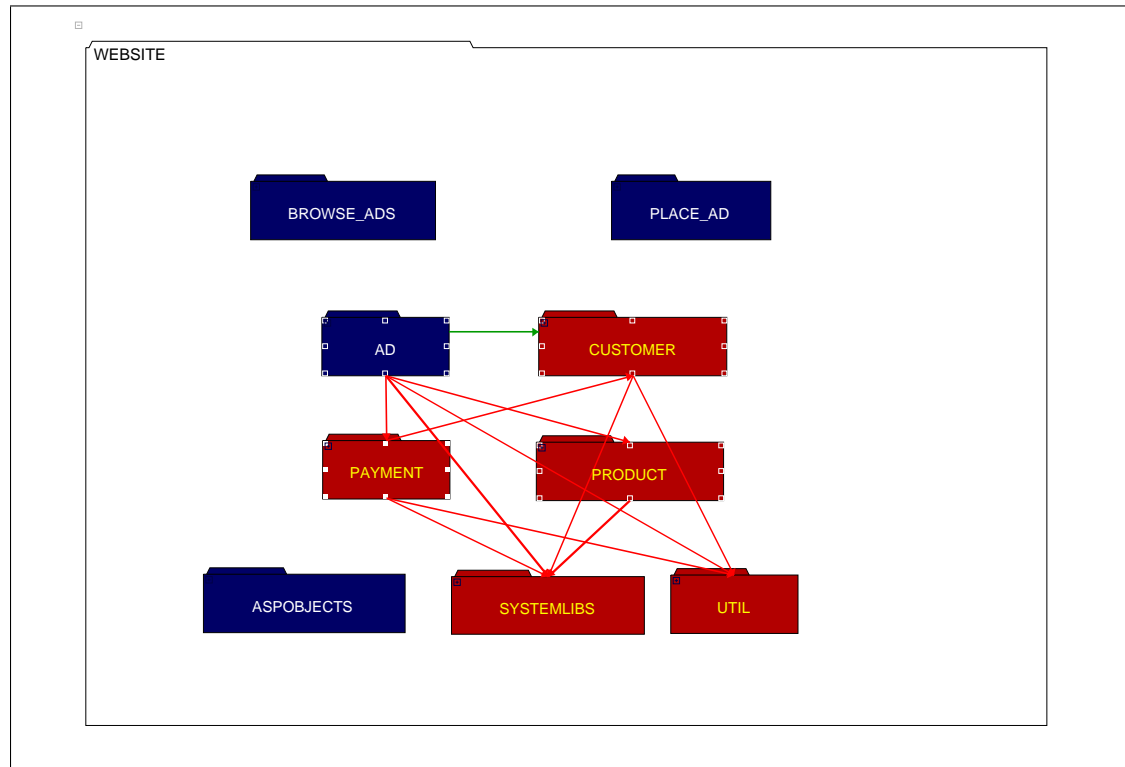 WEBSITE
BROWSE_ADS
PLACE_AD
AD
CUSTOMER
PAYMENT
PRODUCT
ASPOBJECTS
SYSTEMLIBS
UTIL